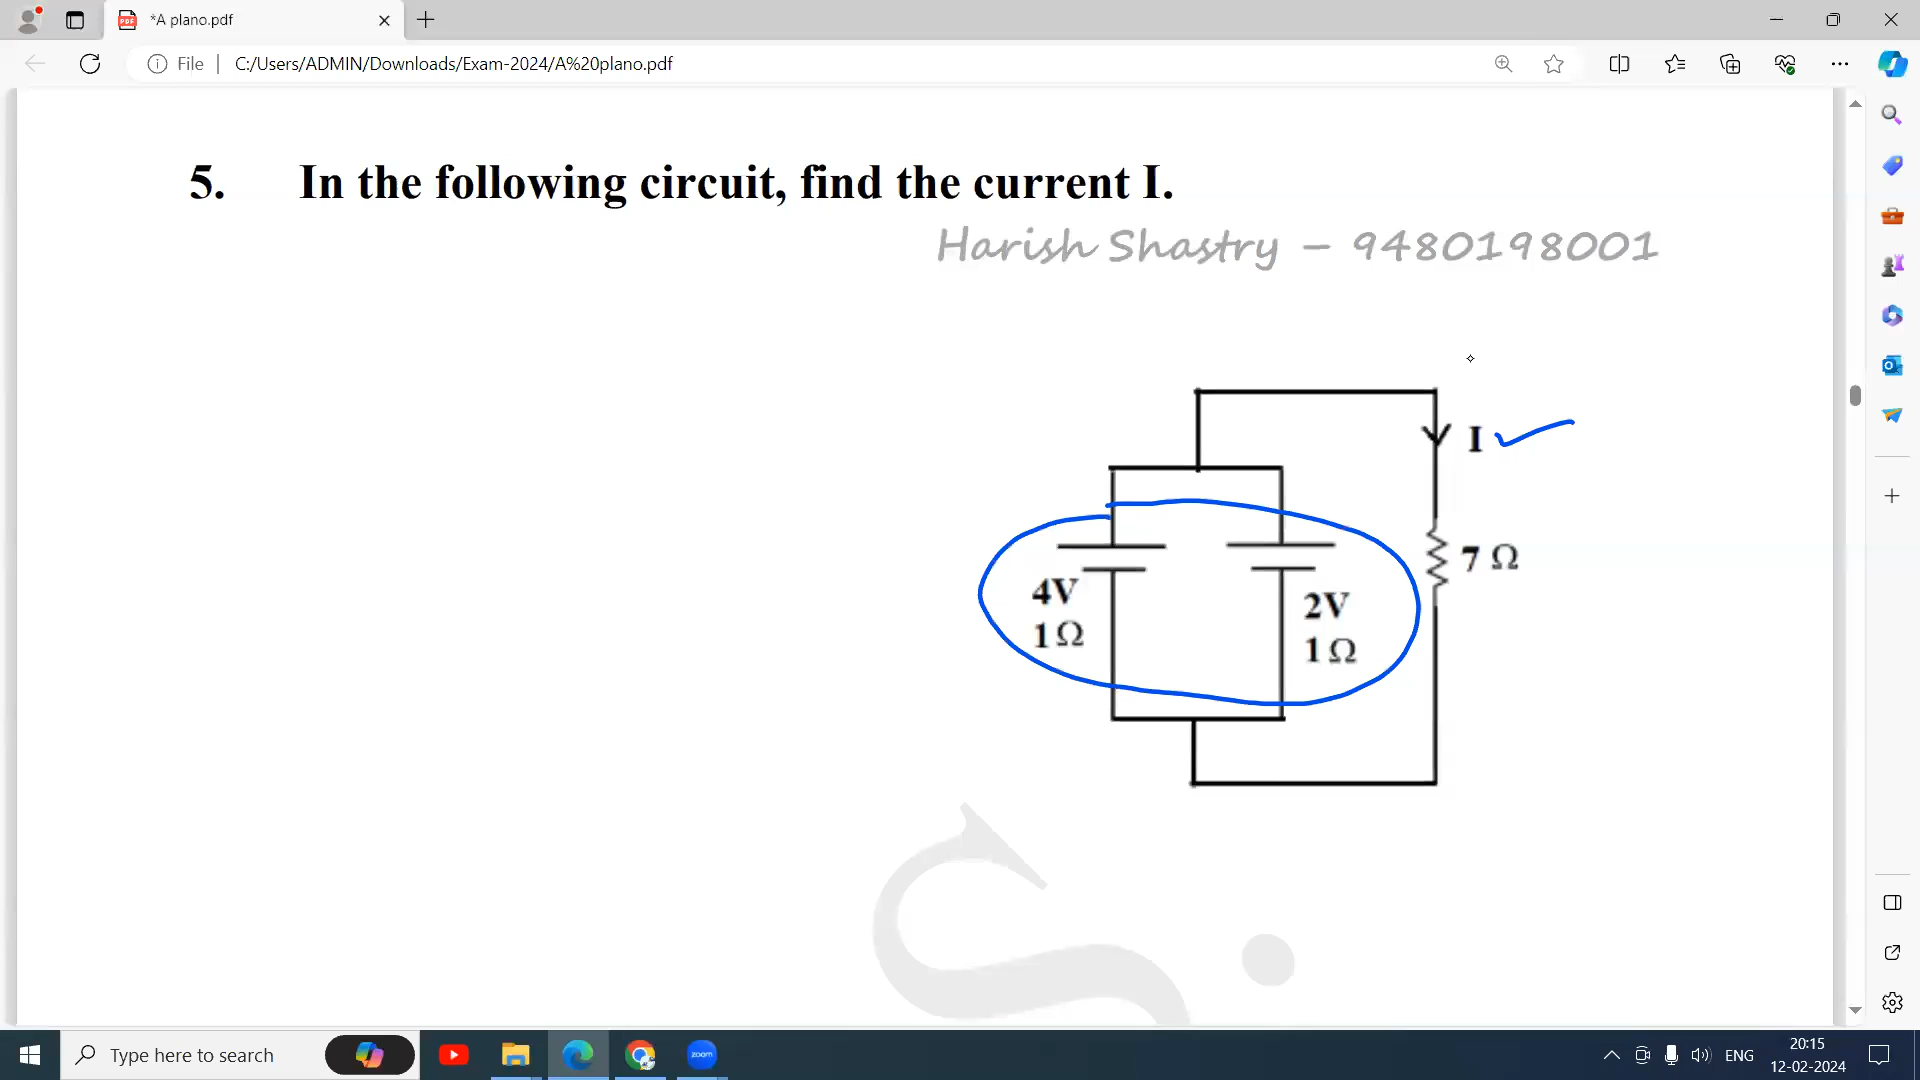 *A plano.pdf
File
C:/Users/ADMIN/Downloads/Exam-2024/A%20plano.pdf
5. In the following circuit, find the current I.
Harish Shastry – 9480198001
I
7 Ω
4V
1Ω
2V
1Ω
S.
Type here to search
zoom
ENG
20:15
12-02-2024